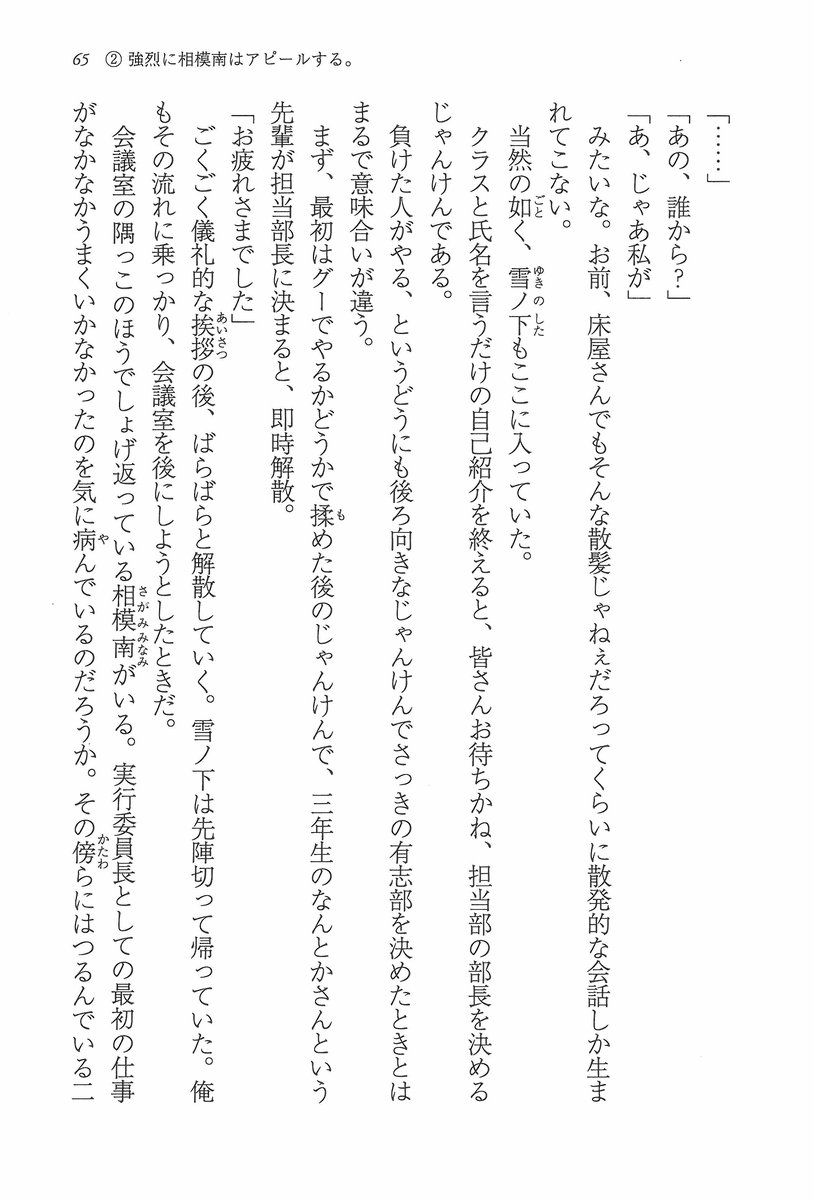 65 ② 強烈に相模南はアピールする。
「……」
「あの、誰から？」
「あ、じゃあ私が」
みたいな。お前、床屋さんでもそんな散髪じゃねぇだろってくらいに散発的な会話しか生ま
れてこない。
当然の如く、雪ノ下もここに入っていた。
クラスと氏名を言うだけの自己紹介を終えると、皆さんお待ちかね、担当部の部長を決める
じゃんけんである。
負けた人がやる、というどうにも後ろ向きなじゃんけんでさっきの有志部を決めたときとは
まるで意味合いが違う。
まず、最初はグーでやるかどうかで揉めた後のじゃんけんで、三年生のなんとかさんという
先輩が担当部長に決まると、即時解散。
「お疲れさまでした」
ごくごく儀礼的な挨拶の後、ばらばらと解散していく。雪ノ下は先陣切って帰っていた。俺
もその流れに乗っかり、会議室を後にしようとしたときだ。
会議室の隅っこのほうでしょげ返っている相模南がいる。実行委員長としての最初の仕事
がなかなかうまくいかなかったのを気に病んでいるのだろうか。その傍らにはつるんでいる二